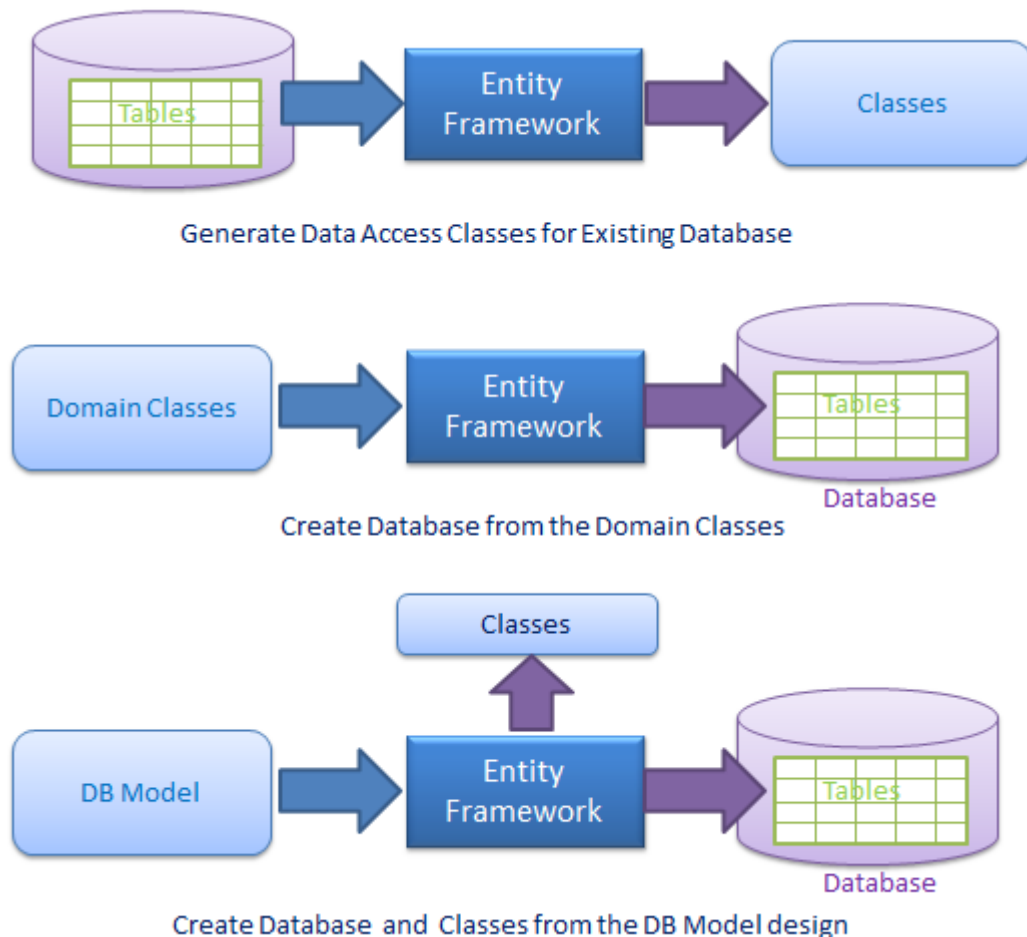 Tables
Entity
Framework
Classes
Generate Data Access Classes for Existing Database
Domain Classes
Entity
Framework
Tables
Database
Create Database from the Domain Classes
Classes
DB Model
Entity
Framework
Tables
Database
Create Database and Classes from the DB Model design